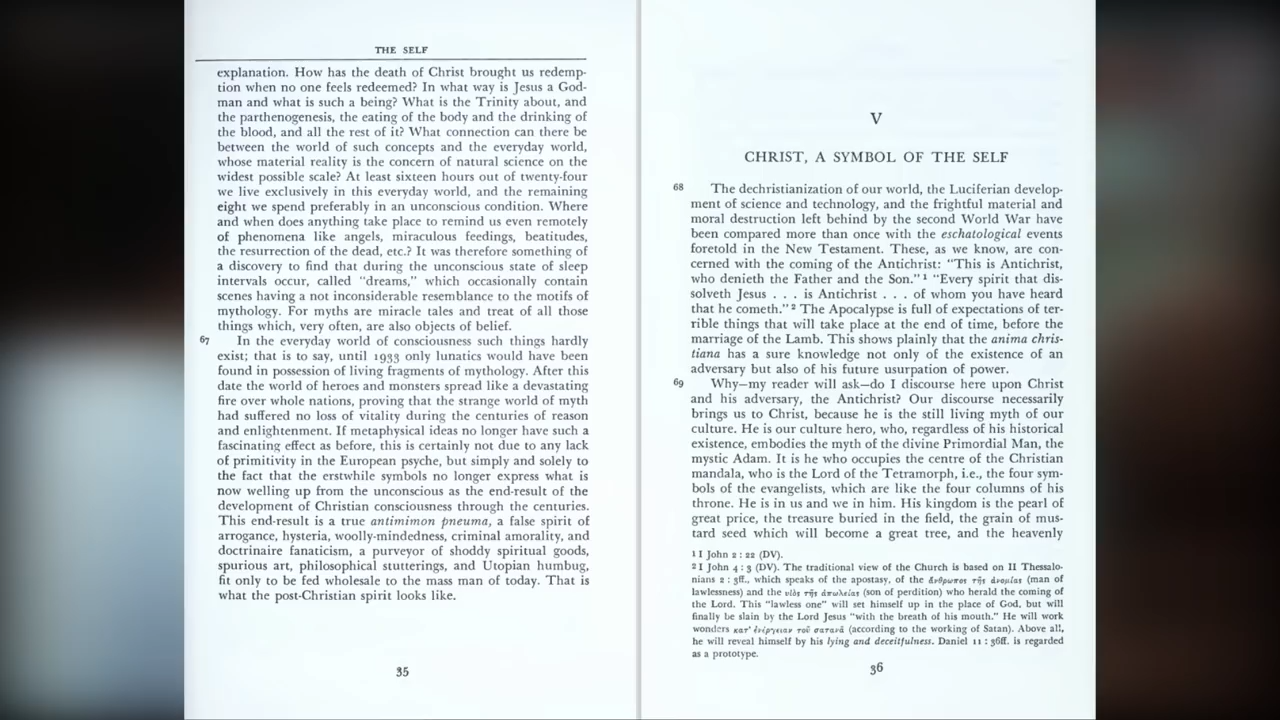 THE SELF
explanation. How has the death of Christ brought us redemp-
tion when no one feels redeemed? In what way is Jesus a God-
man and what is such a being? What is the Trinity about, and
the parthenogenesis, the eating of the body and the drinking of
the blood, and all the rest of it? What connection can there be
between the world of such concepts and the everyday world,
whose material reality is the concern of natural science on the
widest possible scale? At least sixteen hours out of twenty-four
we live exclusively in this everyday world, and the remaining
eight we spend preferably in an unconscious condition. Where
and when does anything take place to remind us even remotely
of phenomena like angels, miraculous feedings, beatitudes,
the resurrection of the dead, etc.? It was therefore something of
a discovery to find that during the unconscious state of sleep
intervals occur, called "dreams," which occasionally contain
scenes having a not inconsiderable resemblance to the motifs of
mythology. For myths are miracle tales and treat of all those
things which, very often, are also objects of belief.
67 In the everyday world of consciousness such things hardly
exist; that is to say, until 1933 only lunatics would have been
found in possession of living fragments of mythology. After this
date the world of heroes and monsters spread like a devastating
fire over whole nations, proving that the strange world of myth
had suffered no loss of vitality during the centuries of reason
and enlightenment. If metaphysical ideas no longer have such a
fascinating effect as before, this is certainly not due to any lack
of primitivity in the European psyche, but simply and solely to
the fact that the erstwhile symbols no longer express what is
now welling up from the unconscious as the end-result of the
development of Christian consciousness through the centuries.
This end-result is a true antimimon pneuma, a false spirit of
arrogance, hysteria, woolly-mindedness, criminal amorality, and
doctrinaire fanaticism, a purveyor of shoddy spiritual goods,
spurious art, philosophical stutterings, and Utopian humbug,
fit only to be fed wholesale to the mass man of today. That is
what the post-Christian spirit looks like.
35
V
CHRIST, A SYMBOL OF THE SELF
68 The dechristianization of our world, the Luciferian develop-
ment of science and technology, and the frightful material and
moral destruction left behind by the second World War have
been compared more than once with the eschatological events
foretold in the New Testament. These, as we know, are con-
cerned with the coming of the Antichrist: "This is Antichrist,
who denieth the Father and the Son." 1 "Every spirit that dis-
solveth Jesus . . . is Antichrist . . . of whom you have heard
that he cometh." 2 The Apocalypse is full of expectations of ter-
rible things that will take place at the end of time, before the
marriage of the Lamb. This shows plainly that the anima chris-
tiana has a sure knowledge not only of the existence of an
adversary but also of his future usurpation of power.
69 Why—my reader will ask—do I discourse here upon Christ
and his adversary, the Antichrist? Our discourse necessarily
brings us to Christ, because he is the still living myth of our
culture. He is our culture hero, who, regardless of his historical
existence, embodies the myth of the divine Primordial Man, the
mystic Adam. It is he who occupies the centre of the Christian
mandala, who is the Lord of the Tetramorph, i.e., the four sym-
bols of the evangelists, which are like the four columns of his
throne. He is in us and we in him. His kingdom is the pearl of
great price, the treasure buried in the field, the grain of mus-
tard seed which will become a great tree, and the heavenly
1 I John 2 : 22 (DV).
2 I John 4 : 3 (DV). The traditional view of the Church is based on II Thessalo-
nians 2 : 3ff., which speaks of the apostasy, of the ἄνθρωπος τῆς ἀνομίας (man of
lawlessness) and the υἱὸς τῆς ἀπωλείας (son of perdition) who herald the coming of
the Lord. This "lawless one" will set himself up in the place of God, but will
finally be slain by the Lord Jesus "with the breath of his mouth." He will work
wonders κατ' ἐνέργειαν τοῦ σατανᾶ (according to the working of Satan). Above all,
he will reveal himself by his lying and deceitfulness. Daniel 11 : 36ff. is regarded
as a prototype.
36